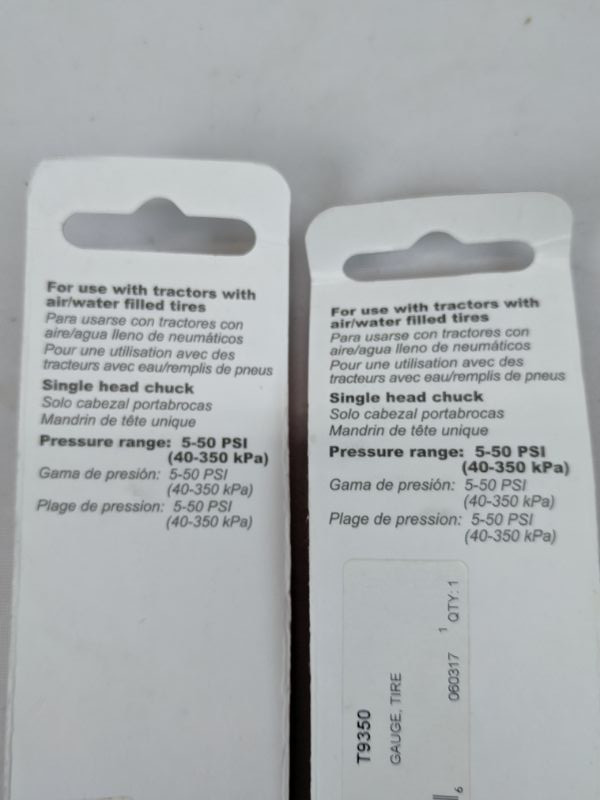 For use with tractors with
air/water filled tires
Para usarse con tractores con
aire/agua lleno de neumáticos
Pour une utilisation avec des
tracteurs avec eau/remplis de pneus
Single head chuck
Solo cabezal portabrocas
Mandrin de tête unique
Pressure range: 5-50 PSI
(40-350 kPa)
Gama de presión: 5-50 PSI
(40-350 kPa)
Plage de pression: 5-50 PSI
(40-350 kPa)
For use with tractors with
air/water filled tires
Para usarse con tractores con
aire/agua lleno de neumáticos
Pour une utilisation avec des
tracteurs avec eau/remplis de pneus
Single head chuck
Solo cabezal portabrocas
Mandrin de tête unique
Pressure range: 5-50 PSI
(40-350 kPa)
Gama de presión: 5-50 PSI
(40-350 kPa)
Plage de pression: 5-50 PSI
(40-350 kPa)
T9350
GAUGE, TIRE
060317 1 QTY: 1
6